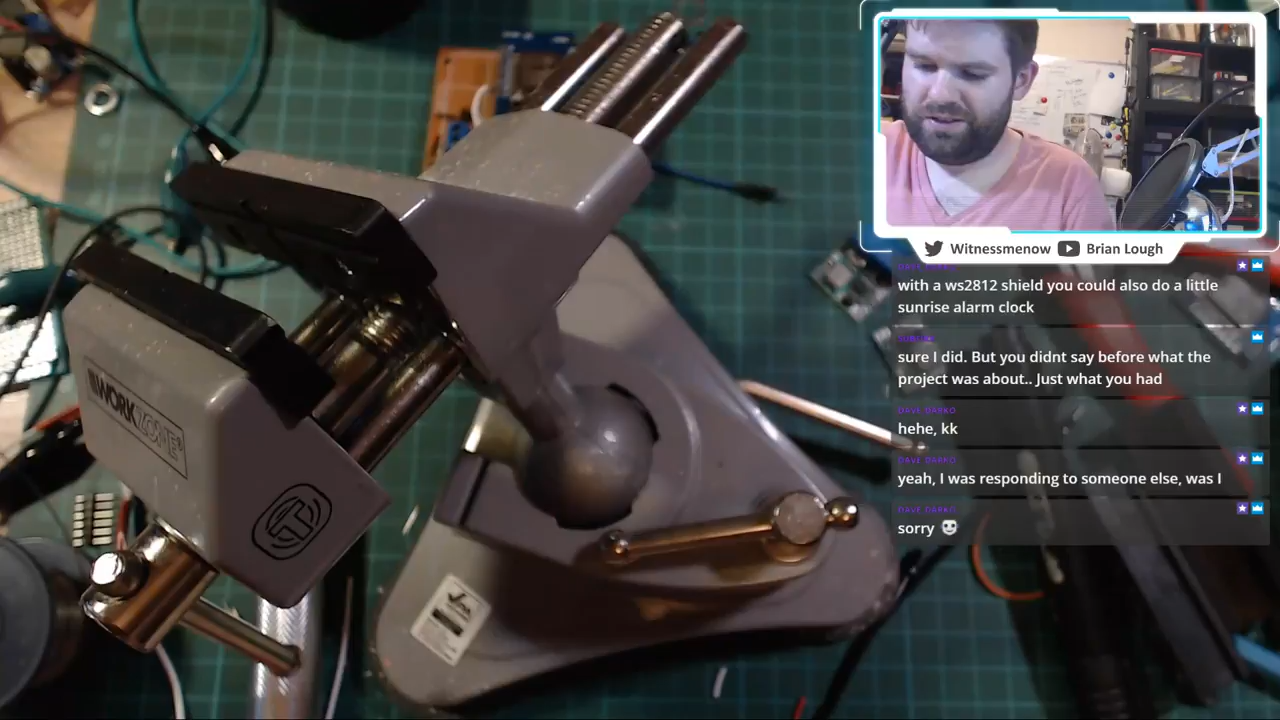 Witnessmenow Brian Lough
DAVE DARKO
with a ws2812 shield you could also do a little
sunrise alarm clock
sure I did. But you didnt say before what the
project was about.. Just what you had
DAVE DARKO
hehe, kk
DAVE DARKO
yeah, I was responding to someone else, was I
DAVE DARKO
sorry
WORKZONE